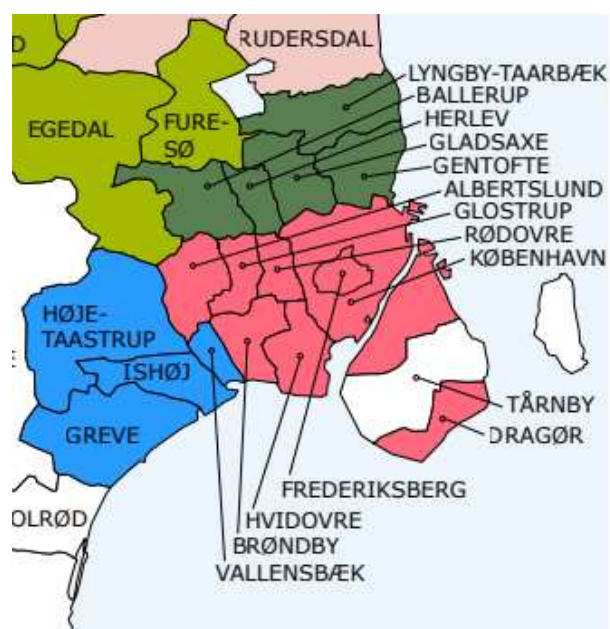 RUDERSDAL
D
LYNGBY-TAARBÆK
BALLERUP
HERLEV
GLADSAXE
GENTOFTE
ALBERTSLUND
GLOSTRUP
RØDOVRE
KØBENHAVN
EGEDAL
FURE-
SØ
HØJE-
TAASTRUP
ISHØJ
GREVE
E
TÅRNBY
DRAGØR
FREDERIKSBERG
HVIDOVRE
BRØNDBY
VALLENSBÆK
OLRØD